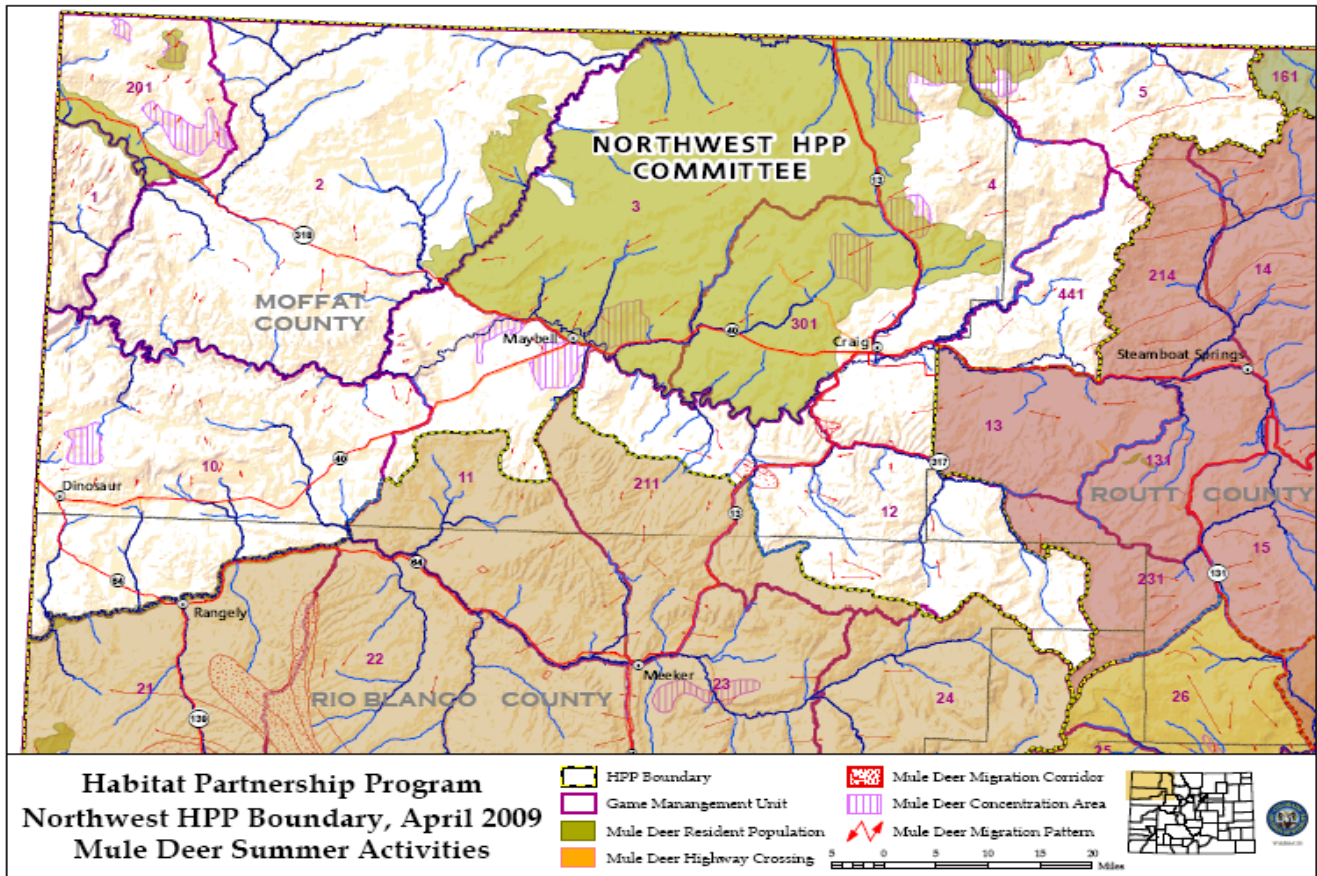 201
161
5
NORTHWEST HPP
COMMITTEE
13
4
2
1
3
318
214
14
441
MOFFAT
COUNTY
301
40
Maybell
Craig
Steamboat Springs
13
10
40
11
211
317
131
Dinosaur
12
ROUTT COUNTY
13
15
64
64
231
131
Rangely
22
Meeker
23
21
RIO BLANCO COUNTY
24
26
139
25
Habitat Partnership Program
Northwest HPP Boundary, April 2009
Mule Deer Summer Activities
HPP Boundary
Game Manangement Unit
Mule Deer Resident Population
Mule Deer Highway Crossing
Mule Deer Migration Corridor
Mule Deer Concentration Area
Mule Deer Migration Pattern
5 0 5 10 15 20
Miles